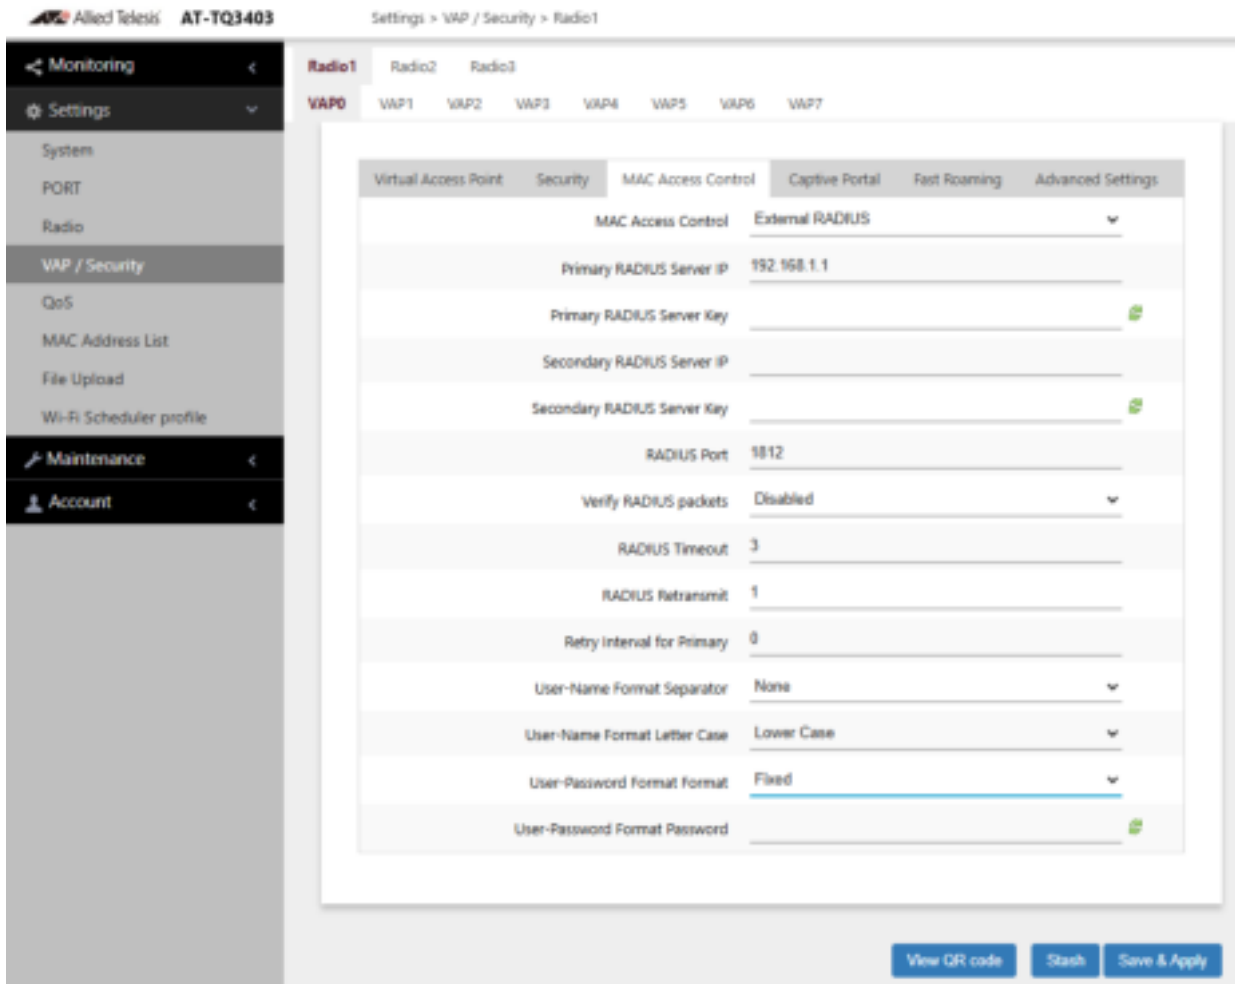 Allied Telesis AT-TQ3403 Settings > VAP / Security > Radio1
Monitoring
Settings
System
PORT
Radio
VAP / Security
QoS
MAC Address List
File Upload
Wi-Fi Scheduler profile
Maintenance
Account
Radio1 Radio2 Radio3
VAP0 VAP1 VAP2 VAP3 VAP4 VAP5 VAP6 VAP7
Virtual Access Point Security MAC Access Control Captive Portal Fast Roaming Advanced Settings
MAC Access Control External RADIUS
Primary RADIUS Server IP 192.168.1.1
Primary RADIUS Server Key
Secondary RADIUS Server IP
Secondary RADIUS Server Key
RADIUS Port 1812
Verify RADIUS packets Disabled
RADIUS Timeout 3
RADIUS Retransmit 1
Retry Interval for Primary 0
User-Name Format Separator None
User-Name Format Letter Case Lower Case
User-Password Format Format Fixed
User-Password Format Password
View QR code Stash Save & Apply